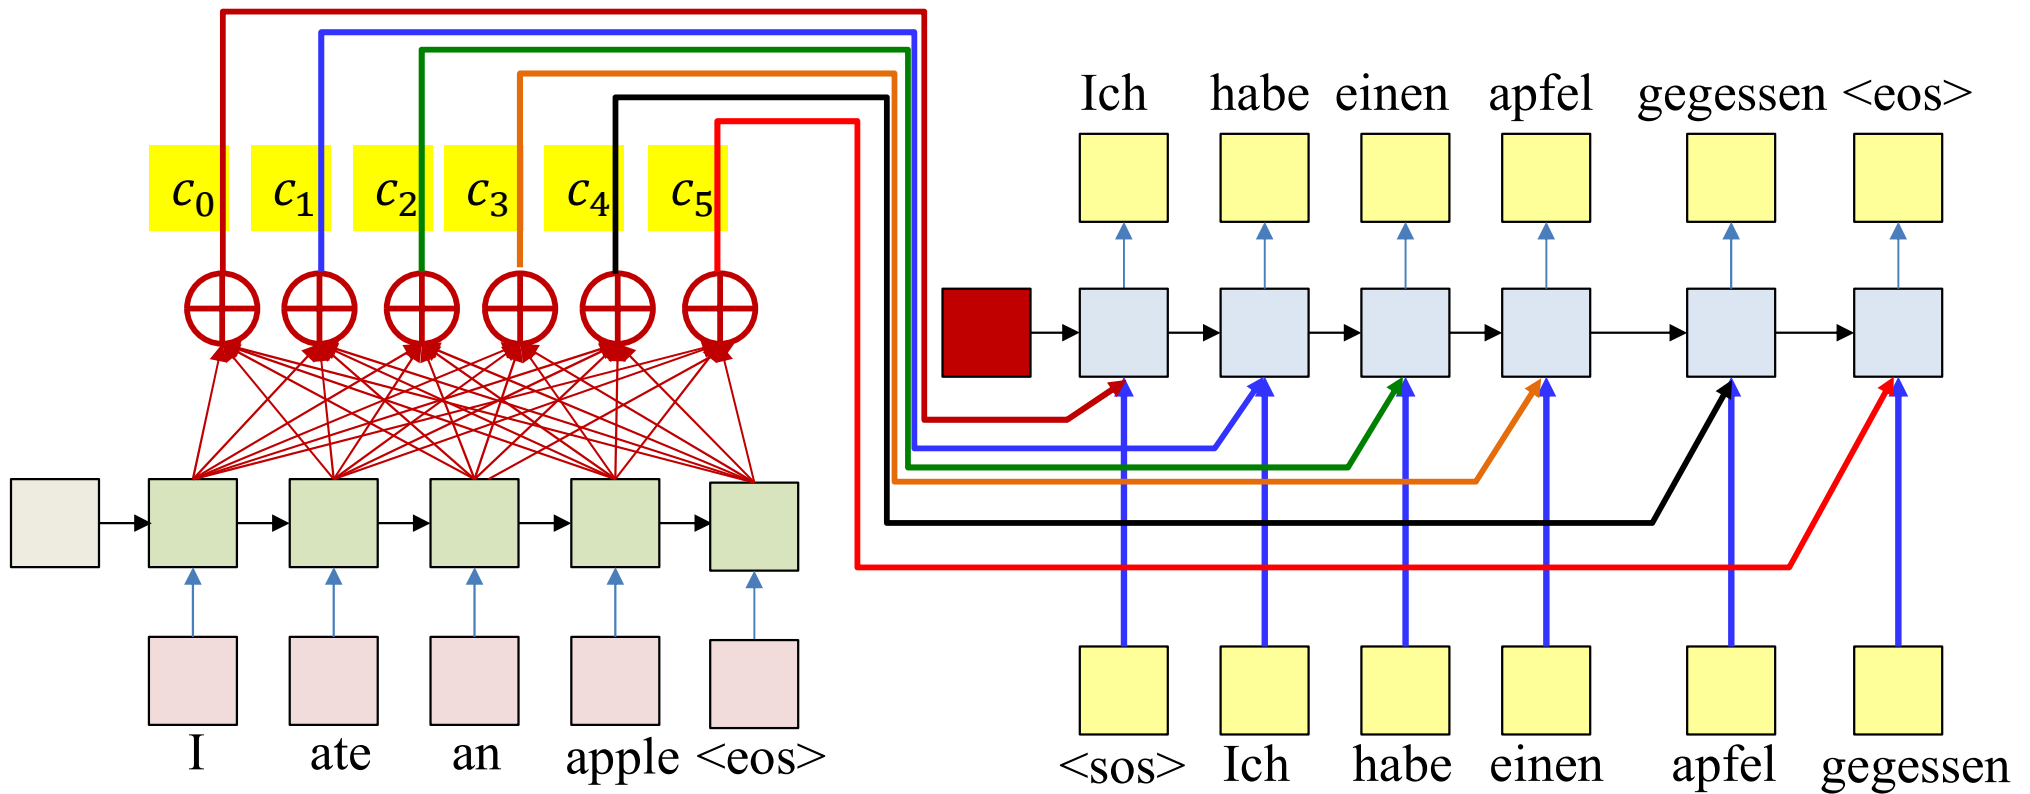 Ich habe einen apfel gegessen <eos>
c₀ c₁ c₂ c₃ c₄ c₅
I ate an apple <eos>
<sos> Ich habe einen apfel gegessen